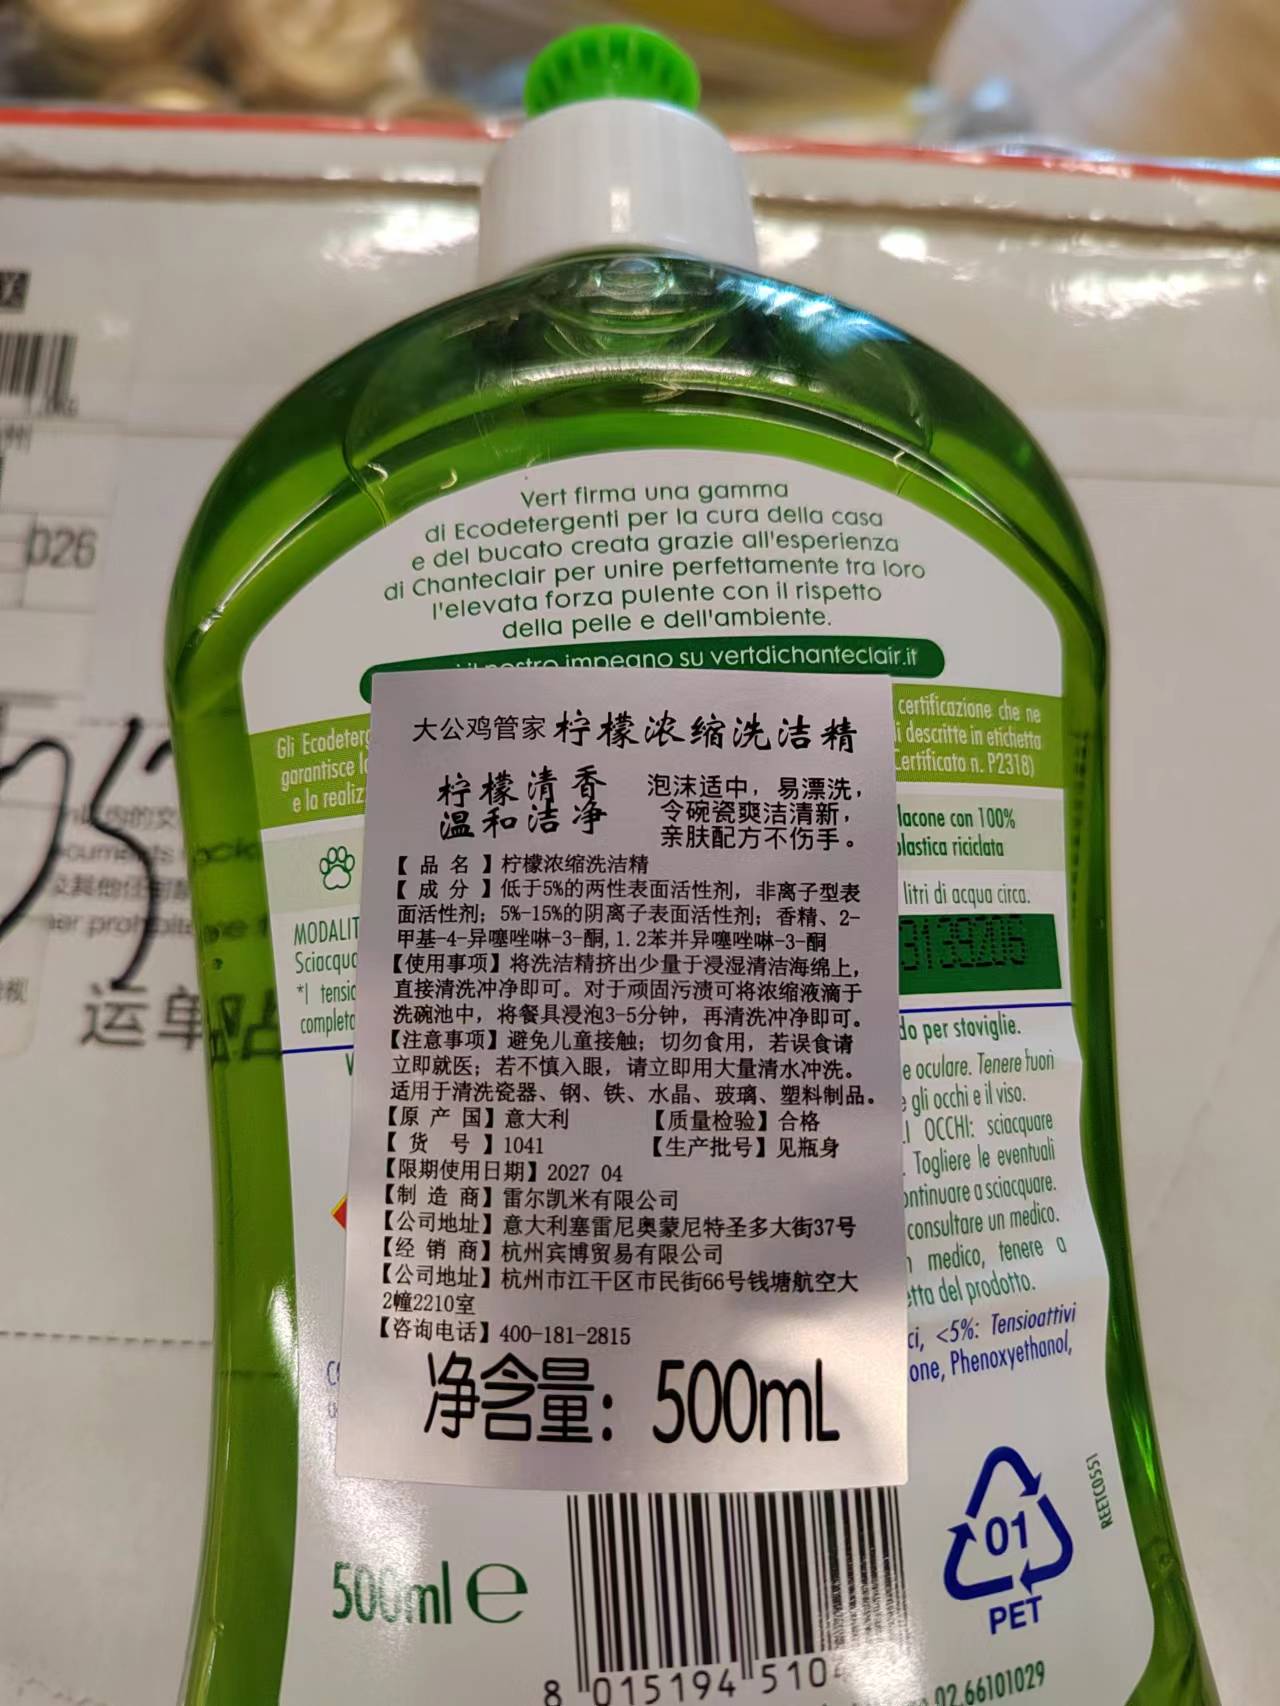 Vert firma una gamma
di Ecodetergenti per la cura della casa
e del bucato creata grazie all'esperienza
di Chanteclair per unire perfettamente tra loro
l'elevata forza pulente con il rispetto
della pelle e dell'ambiente.
nostro impegno su vertdichanteclair.it
Gli Ecodeterg
garantisce l
e la realiz
certificazione che ne
i descritte in etichetta
Certificato n. P2318)
lacone con 100%
plastica riciclata
litri di acqua circa.
MODALIT
Sciacqua
*I tensio
completa
大公鸡管家 柠檬浓缩洗洁精
柠檬清香
温和洁净
泡沫适中，易漂洗，
令碗瓷爽洁清新，
亲肤配方不伤手。
【品名】柠檬浓缩洗洁精
【成分】低于5%的两性表面活性剂，非离子型表
面活性剂；5%-15%的阴离子表面活性剂；香精、2-
甲基-4-异噻唑啉-3-酮,1.2苯并异噻唑啉-3-酮
【使用事项】将洗洁精挤出少量于浸湿清洁海绵上，
直接清洗冲净即可。对于顽固污渍可将浓缩液滴于
洗碗池中，将餐具浸泡3-5分钟，再清洗冲净即可。
【注意事项】避免儿童接触；切勿食用，若误食请
立即就医；若不慎入眼，请立即用大量清水冲洗。
适用于清洗瓷器、钢、铁、水晶、玻璃、塑料制品。
【原产国】意大利 【质量检验】合格
【货号】1041 【生产批号】见瓶身
【限期使用日期】2027 04
【制造商】雷尔凯米有限公司
【公司地址】意大利塞雷尼奥蒙尼特圣多大街37号
【经销商】杭州宾博贸易有限公司
【公司地址】杭州市江干区市民街66号钱塘航空大
2幢2210室
【咨询电话】400-181-2815
净含量：500mL
do per stoviglie.
e oculare. Tenere fuori
gli occhi e il viso.
I OCCHI: sciacquare
. Togliere le eventuali
ontinuare a sciacquare.
consultare un medico.
medico, tenere a
etta del prodotto.
ci, <5%: Tensioattivi
one, Phenoxyethanol,
500ml e
01
PET
REETC0551
8 015194 510
02.66101029
026
运单